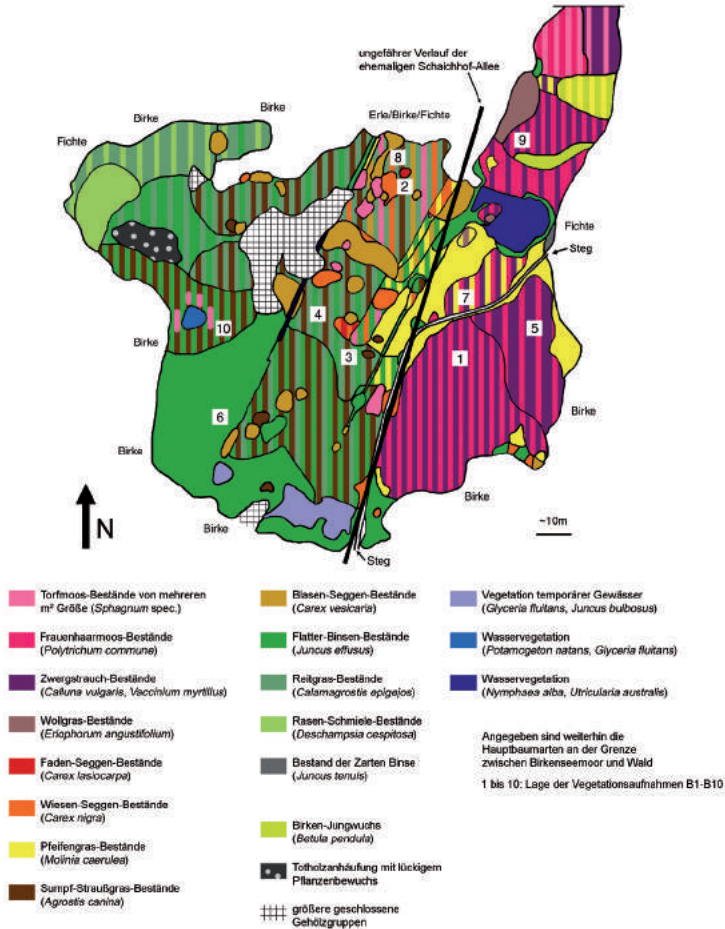 ungefährer Verlauf der
ehemaligen Schaichhof-Allee
Birke
Birke
Birke
Fichte
Erle/Birke/Fichte
8
2
9
Fichte
Steg
7
10
4
5
Birke
3
1
6
Birke
Birke
Birke
Birke
N
~10m
Steg
Torfmoos-Bestände von mehreren
m² Größe (Sphagnum spec.)
Frauenhaarmoos-Bestände
(Polytrichum commune)
Zwergstrauch-Bestände
(Calluna vulgaris, Vaccinium myrtillus)
Wollgras-Bestände
(Eriophorum angustifolium)
Faden-Seggen-Bestände
(Carex lasiocarpa)
Wiesen-Seggen-Bestände
(Carex nigra)
Pfeifengras-Bestände
(Molinia caerulea)
Sumpf-Straußgras-Bestände
(Agrostis canina)
Blasen-Seggen-Bestände
(Carex vesicaria)
Flatter-Binsen-Bestände
(Juncus effusus)
Reitgras-Bestände
(Calamagrostis epigejos)
Rasen-Schmiele-Bestände
(Deschampsia cespitosa)
Bestand der Zarten Binse
(Juncus tenuis)
Birken-Jungwuchs
(Betula pendula)
Totholzanhäufung mit lückigem
Pflanzenbewuchs
größere geschlossene
Gehölzgruppen
Vegetation temporärer Gewässer
(Glyceria fluitans, Juncus bulbosus)
Wasservegetation
(Potamogeton natans, Glyceria fluitans)
Wasservegetation
(Nymphaea alba, Utricularia australis)
Angegeben sind weiterhin die
Hauptbaumarten an der Grenze
zwischen Birkenseemoor und Wald
1 bis 10: Lage der Vegetationsaufnahmen B1-B10